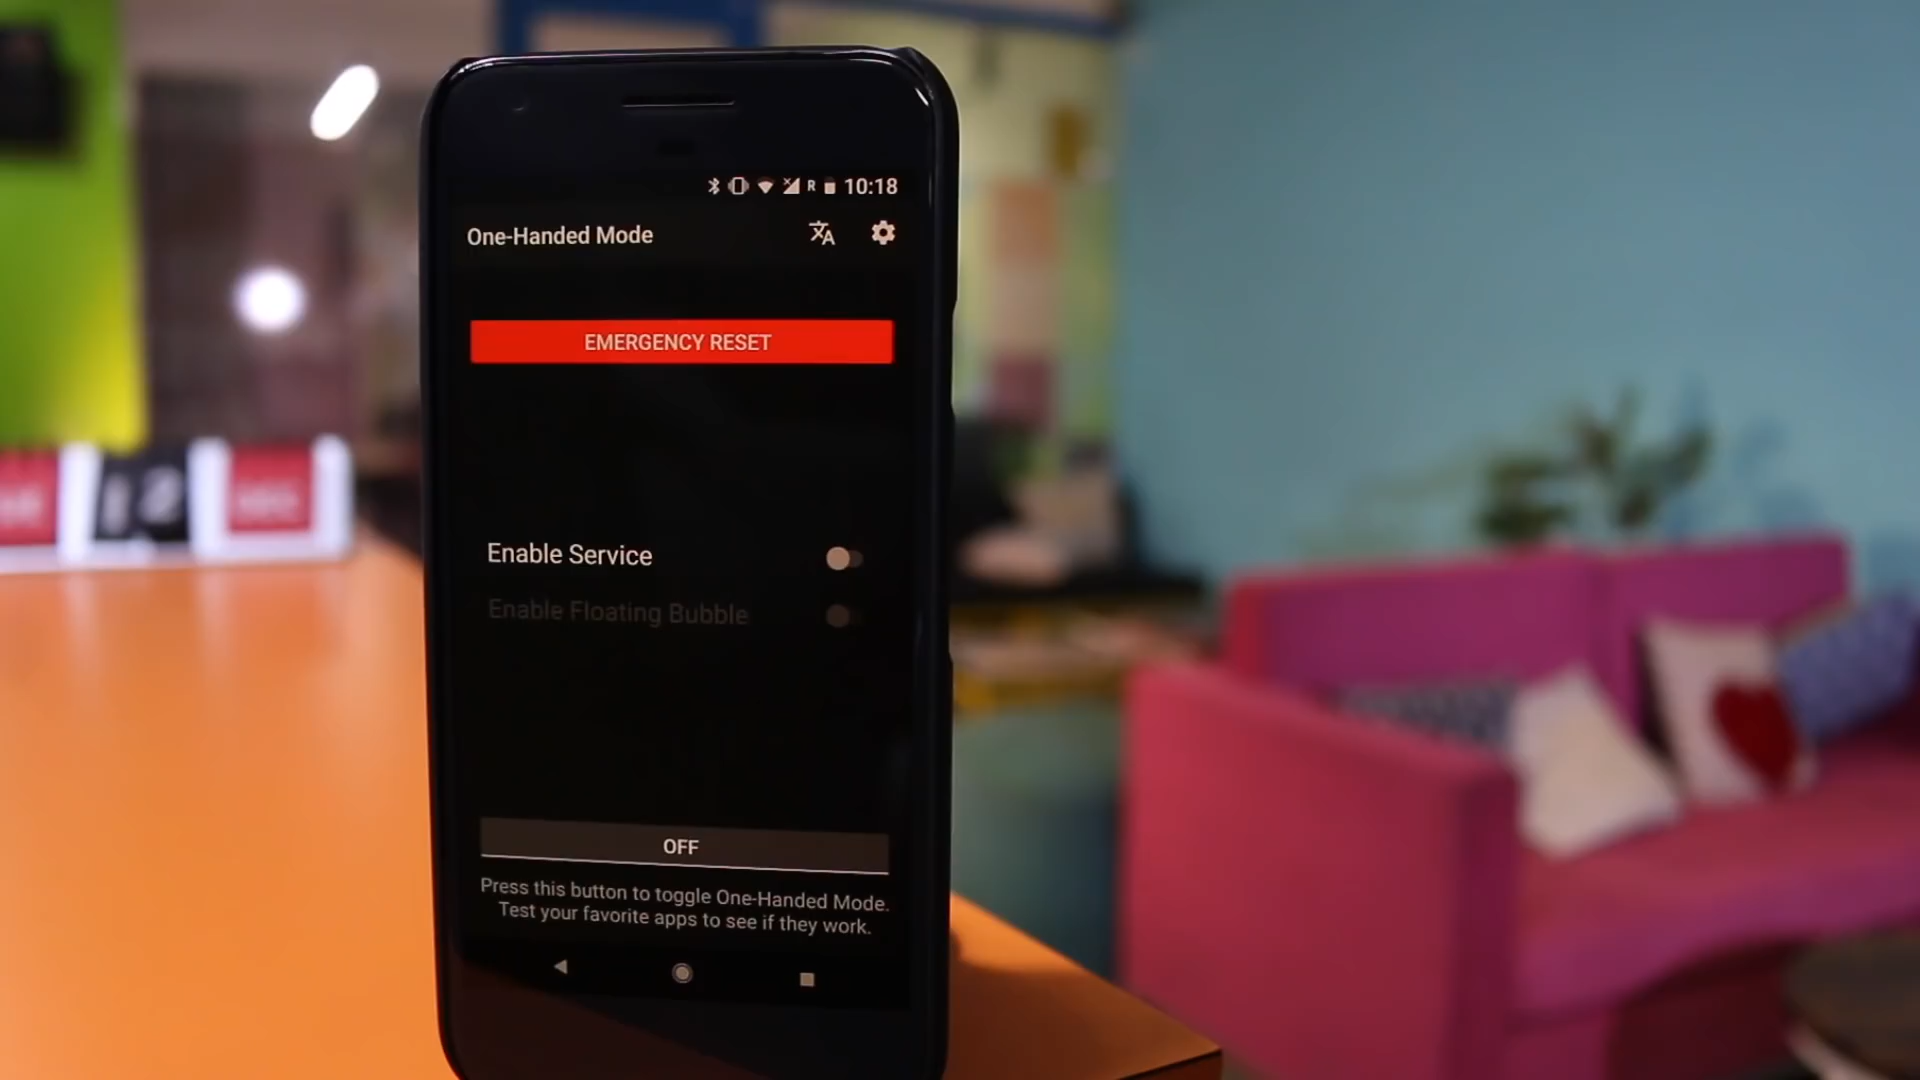 R 10:18
One-Handed Mode
EMERGENCY RESET
Enable Service
Enable Floating Bubble
OFF
Press this button to toggle One-Handed Mode.
Test your favorite apps to see if they work.